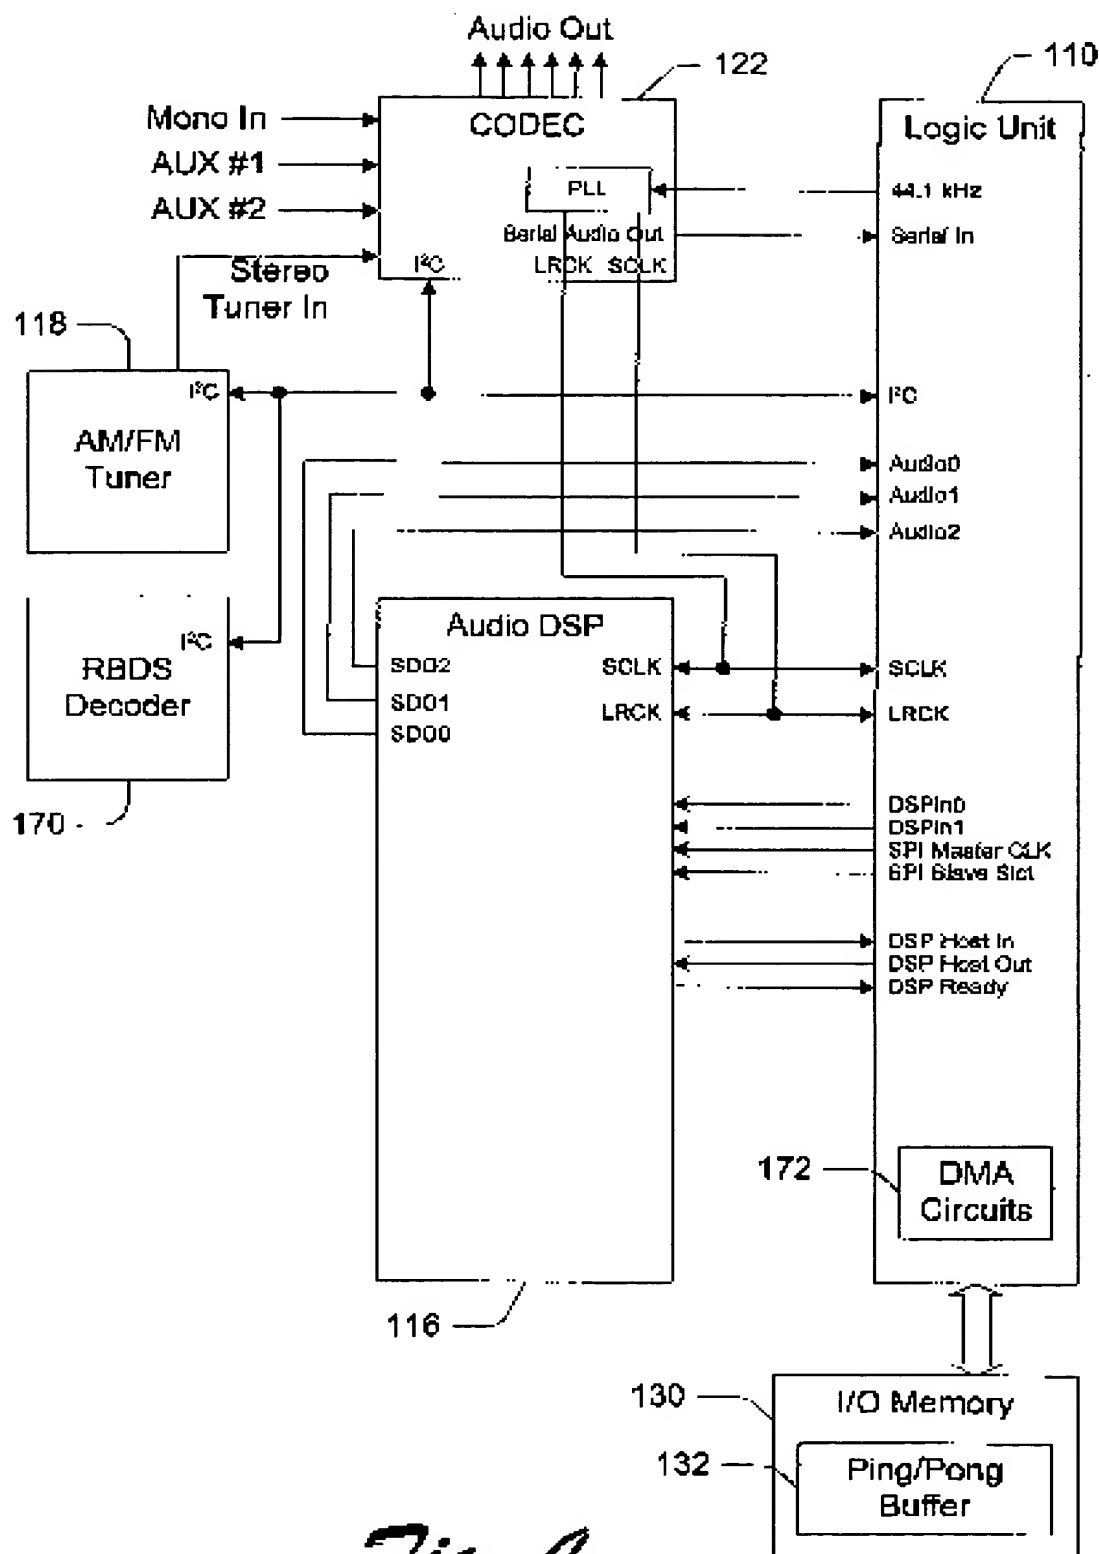 Audio Out
122
110
Mono In
AUX #1
AUX #2
CODEC
PLL
Serial Audio Out
I²C
LRCK SCLK
Stereo
Tuner In
Logic Unit
44.1 kHz
Serial In
I²C
Audio0
Audio1
Audio2
SCLK
LRCK
DSPIn0
DSPIn1
SPI Master CLK
SPI Slave Slct
DSP Host In
DSP Host Out
DSP Ready
118
I²C
AM/FM
Tuner
I²C
RBDS
Decoder
170
Audio DSP
SDO2
SDO1
SDO0
SCLK
LRCK
116
172
DMA
Circuits
130
I/O Memory
132
Ping/Pong
Buffer